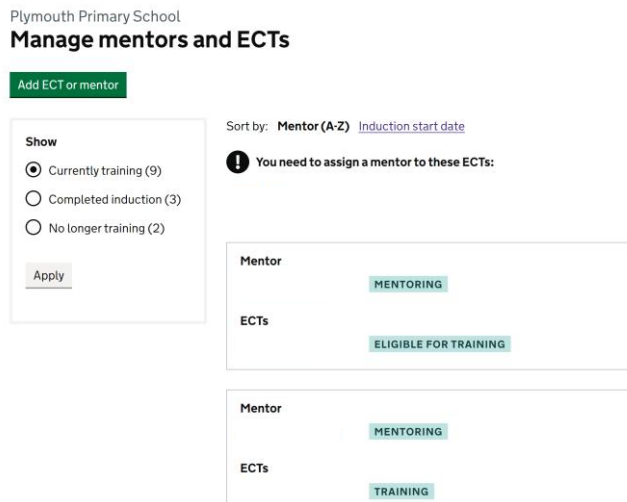 Plymouth Primary School
Manage mentors and ECTs
Add ECT or mentor
Show
Currently training (9)
Completed induction (3)
No longer training (2)
Apply
Sort by: Mentor (A-Z) Induction start date
! You need to assign a mentor to these ECTs:
Mentor
MENTORING
ECTs
ELIGIBLE FOR TRAINING
Mentor
MENTORING
ECTs
TRAINING